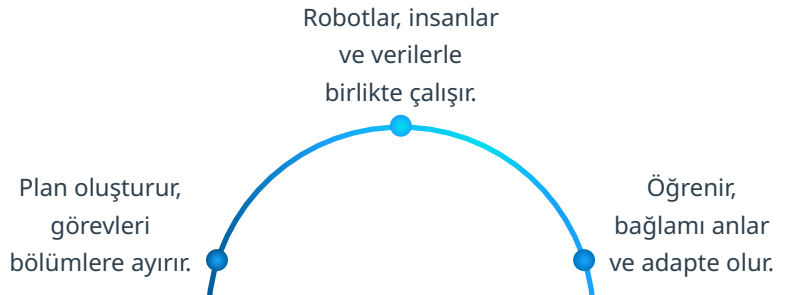 Robotlar, insanlar
ve verilerle
birlikte çalışır.
Plan oluşturur,
görevleri
bölümlere ayırır.
Öğrenir,
bağlamı anlar
ve adapte olur.